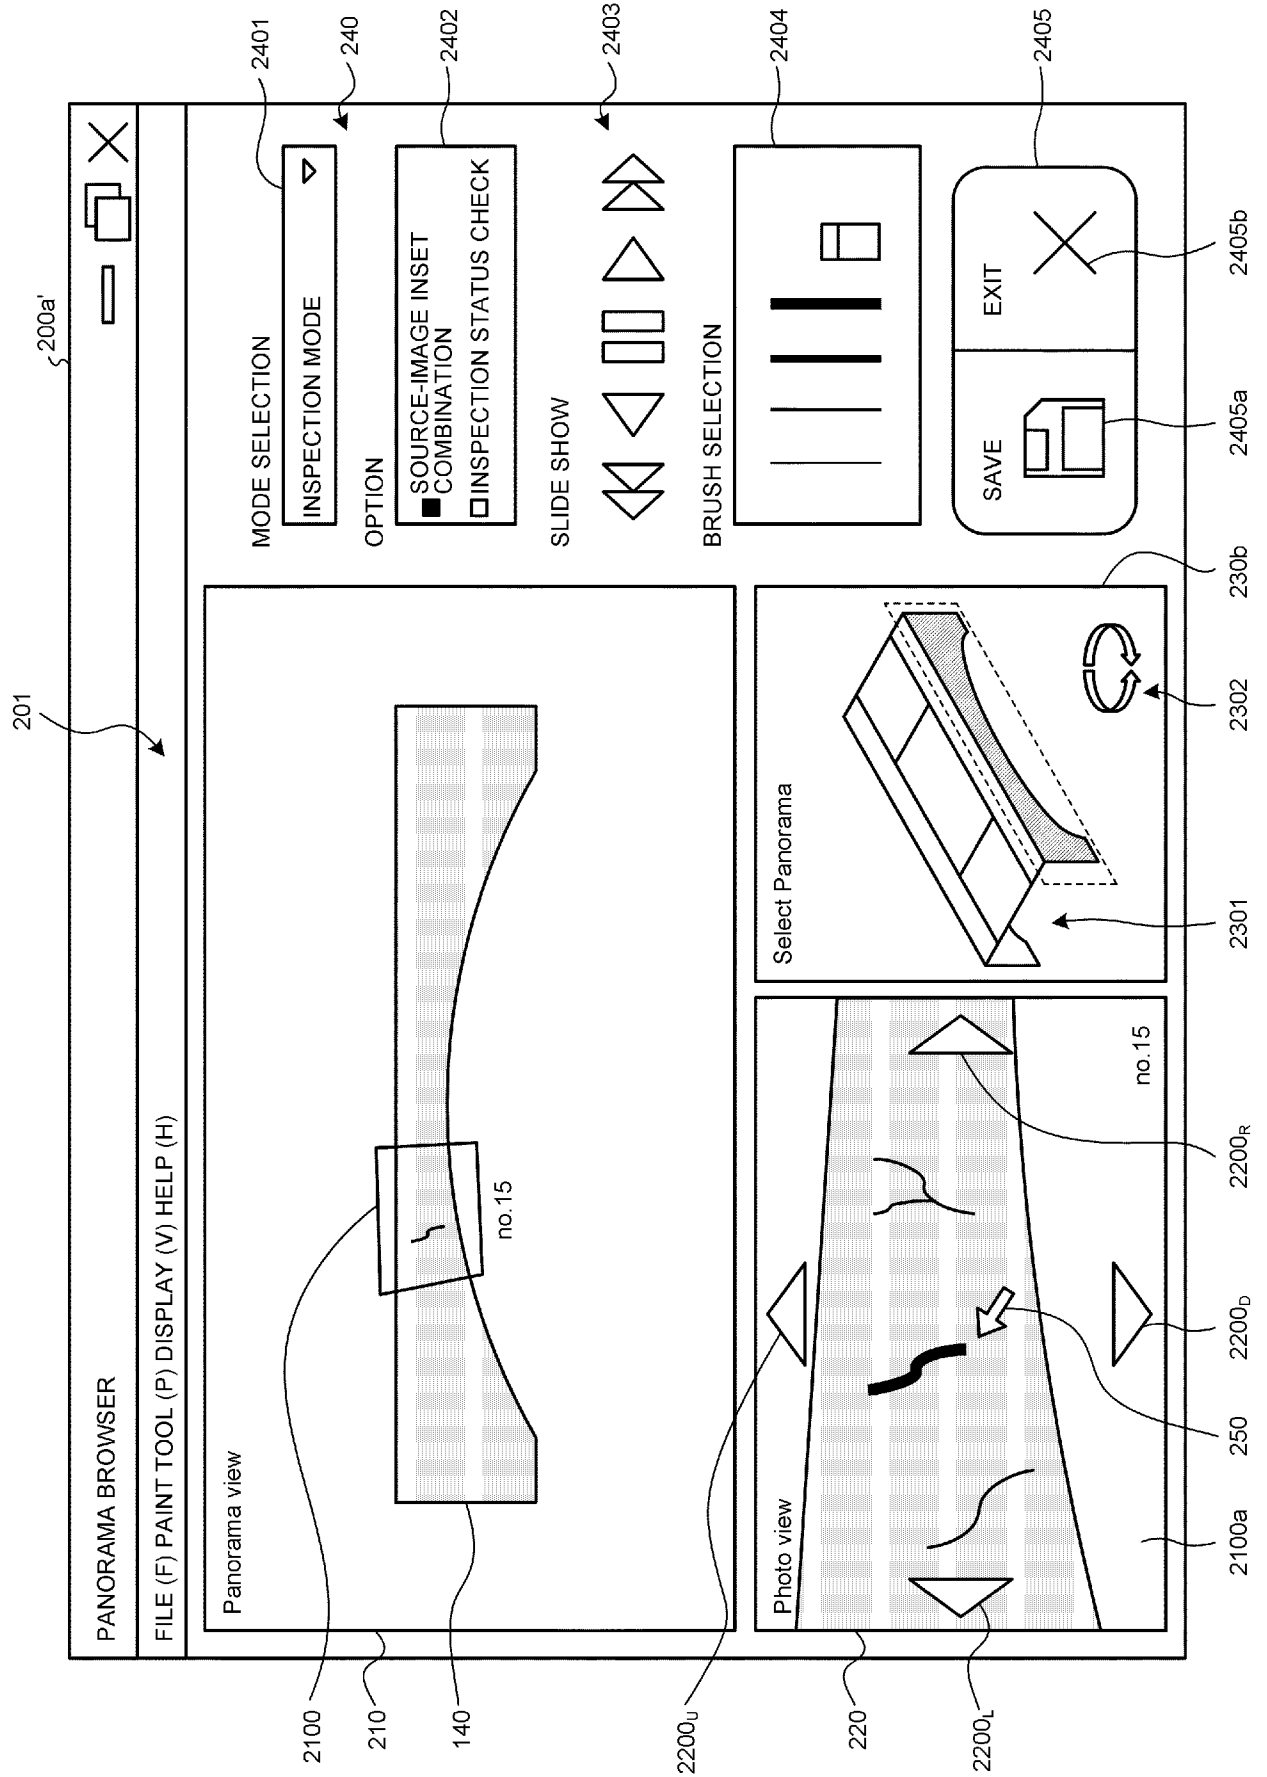 200a'
201
PANORAMA BROWSER
FILE (F) PAINT TOOL (P) DISPLAY (V) HELP (H)
2401
240
2402
2403
2404
2405
MODE SELECTION
INSPECTION MODE
OPTION
SOURCE-IMAGE INSET
COMBINATION
INSPECTION STATUS CHECK
SLIDE SHOW
BRUSH SELECTION
SAVE
EXIT
Panorama view
no.15
2100
210
140
2200U
220
2200L
Photo view
no.15
Select Panorama
2100a
250
2200D
2200R
2301
2302
230b
2405a
2405b